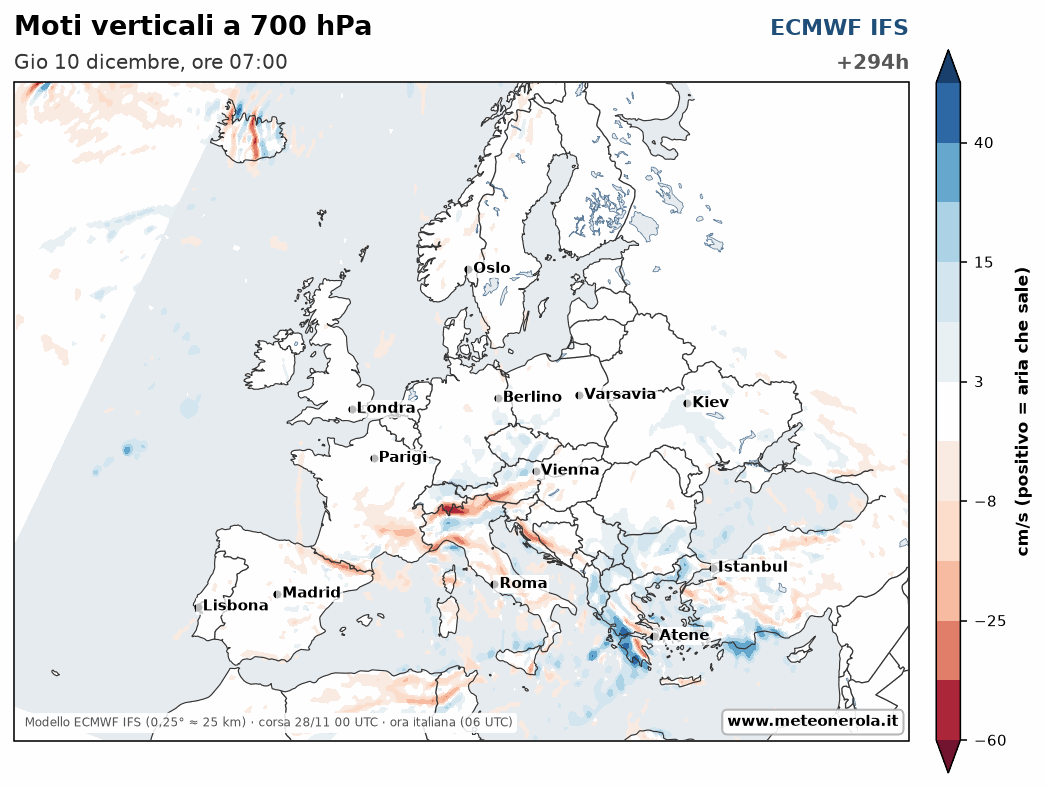 Moti verticali a 700 hPa
ECMWF IFS
Gio 10 dicembre, ore 07:00
+294h
40
15
3
−8
−25
−60
cm/s (positivo = aria che sale)
Oslo
Londra
Berlino
Varsavia
Kiev
Parigi
Vienna
Istanbul
Roma
Madrid
Lisbona
Atene
Modello ECMWF IFS (0,25° ≈ 25 km) · corsa 28/11 00 UTC · ora italiana (06 UTC)
www.meteonerola.it